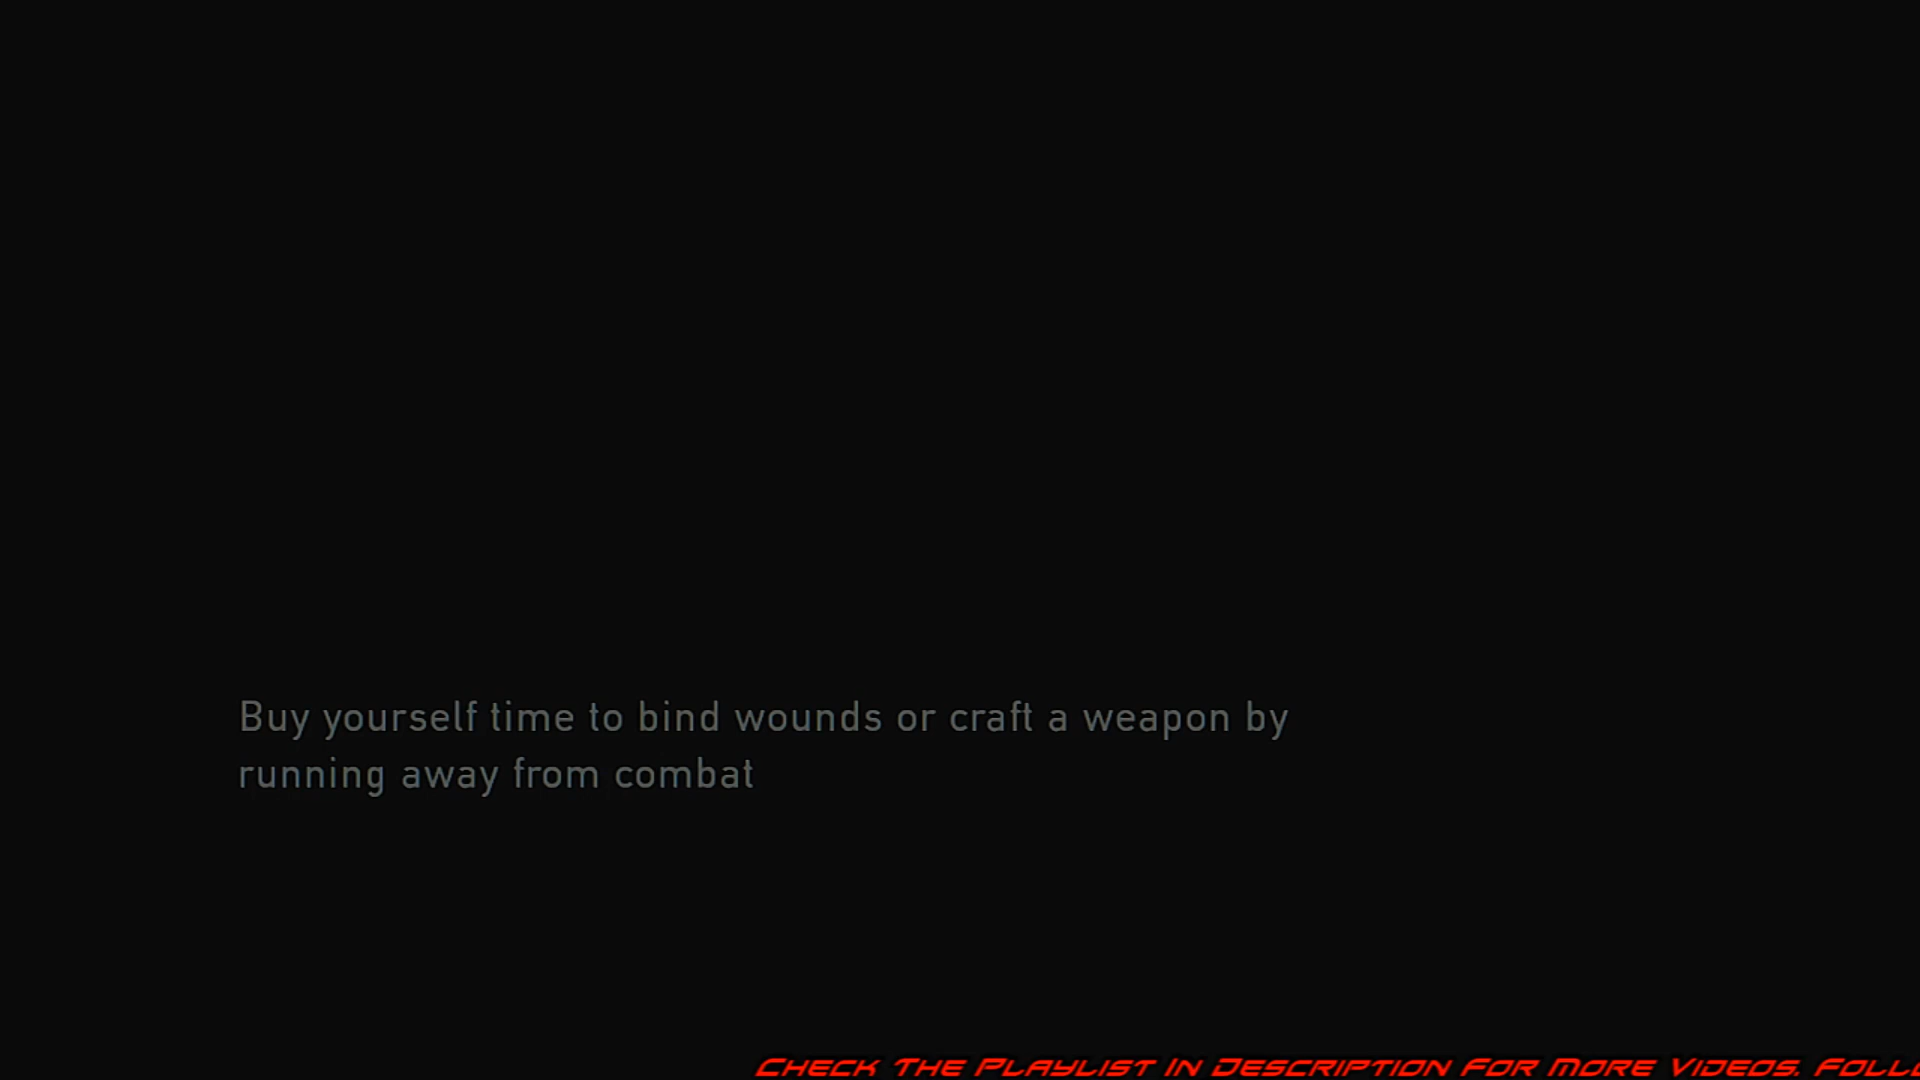 Buy yourself time to bind wounds or craft a weapon by
running away from combat
Check The Playlist In Description For More Videos.